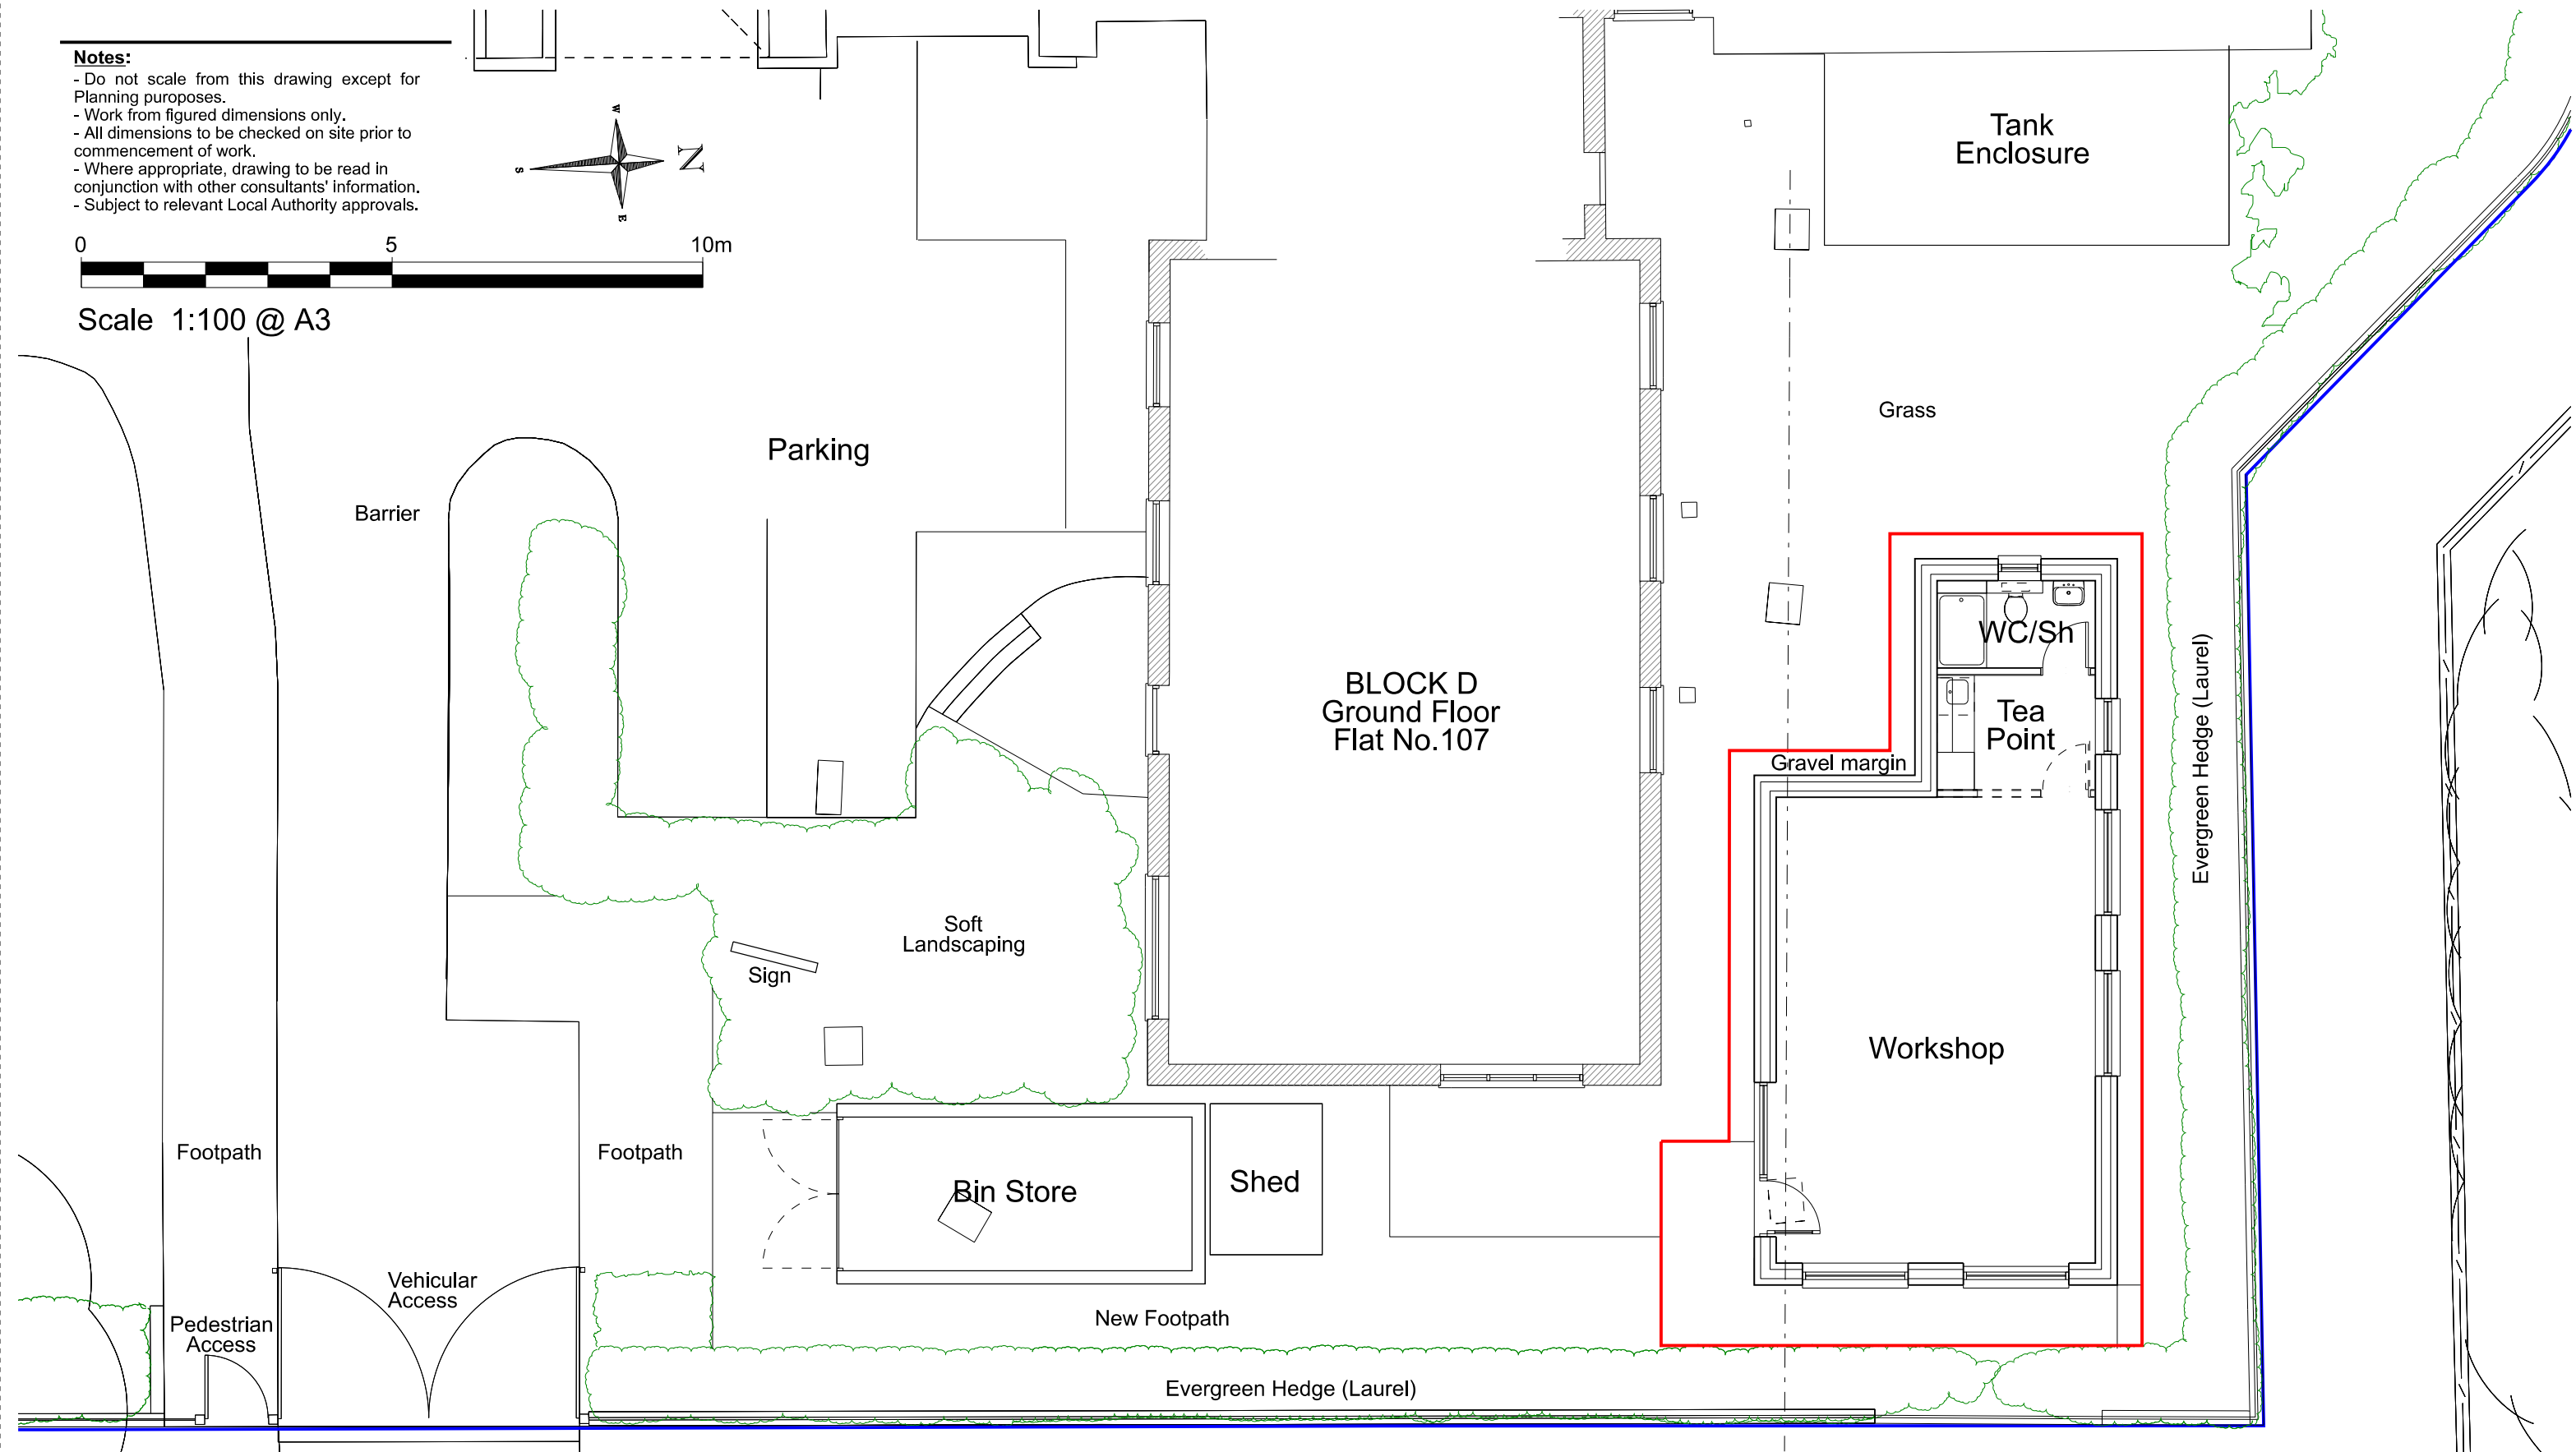 Notes:
- Do not scale from this drawing except for
Planning puroposes.
- Work from figured dimensions only.
- All dimensions to be checked on site prior to
commencement of work.
- Where appropriate, drawing to be read in
conjunction with other consultants' information.
- Subject to relevant Local Authority approvals.
0 5 10m
Scale 1:100 @ A3
W
N
S
E
Tank
Enclosure
Grass
Parking
Barrier
BLOCK D
Ground Floor
Flat No.107
WC/Sh
Tea
Point
Gravel margin
Evergreen Hedge (Laurel)
Soft
Landscaping
Sign
Workshop
Footpath
Footpath
Bin Store
Shed
Vehicular
Access
Pedestrian
Access
New Footpath
Evergreen Hedge (Laurel)